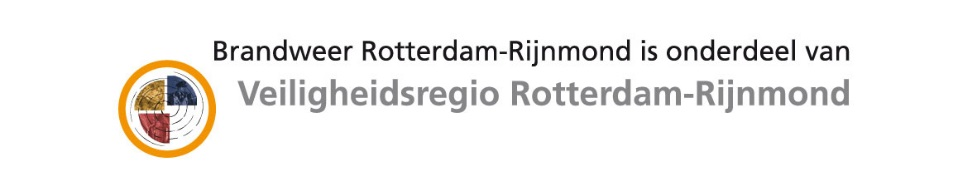 Brandweer Rotterdam-Rijnmond is onderdeel van
Veiligheidsregio Rotterdam-Rijnmond